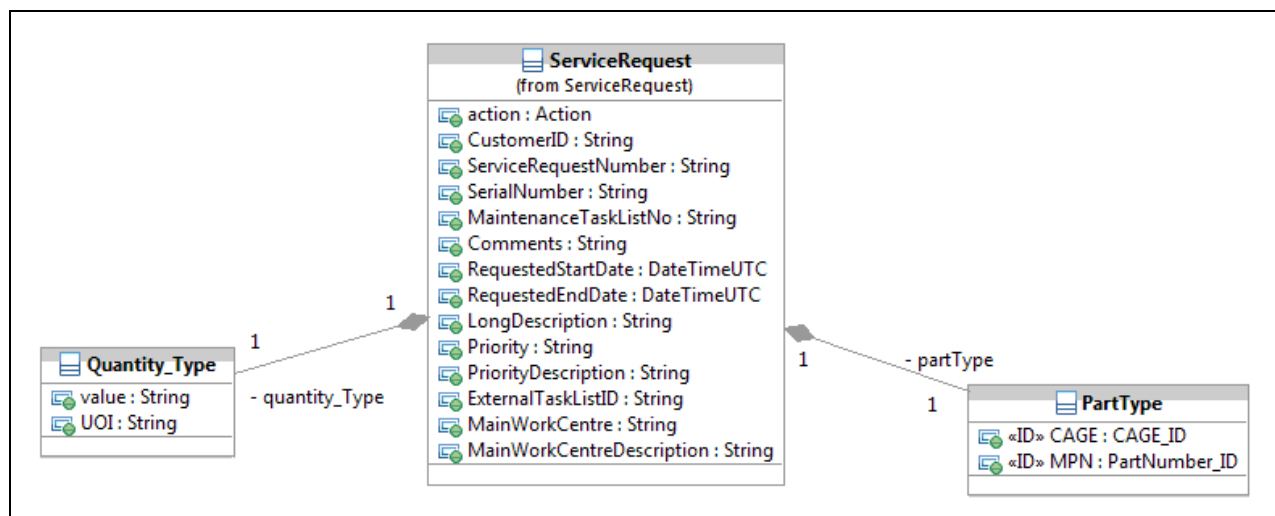 ServiceRequest
(from ServiceRequest)
action : Action
CustomerID : String
ServiceRequestNumber : String
SerialNumber : String
MaintenanceTaskListNo : String
Comments : String
RequestedStartDate : DateTimeUTC
RequestedEndDate : DateTimeUTC
LongDescription : String
Priority : String
PriorityDescription : String
ExternalTaskListID : String
MainWorkCentre : String
MainWorkCentreDescription : String
1
1
- quantity_Type
Quantity_Type
value : String
UOI : String
1
- partType
1
PartType
«ID» CAGE : CAGE_ID
«ID» MPN : PartNumber_ID